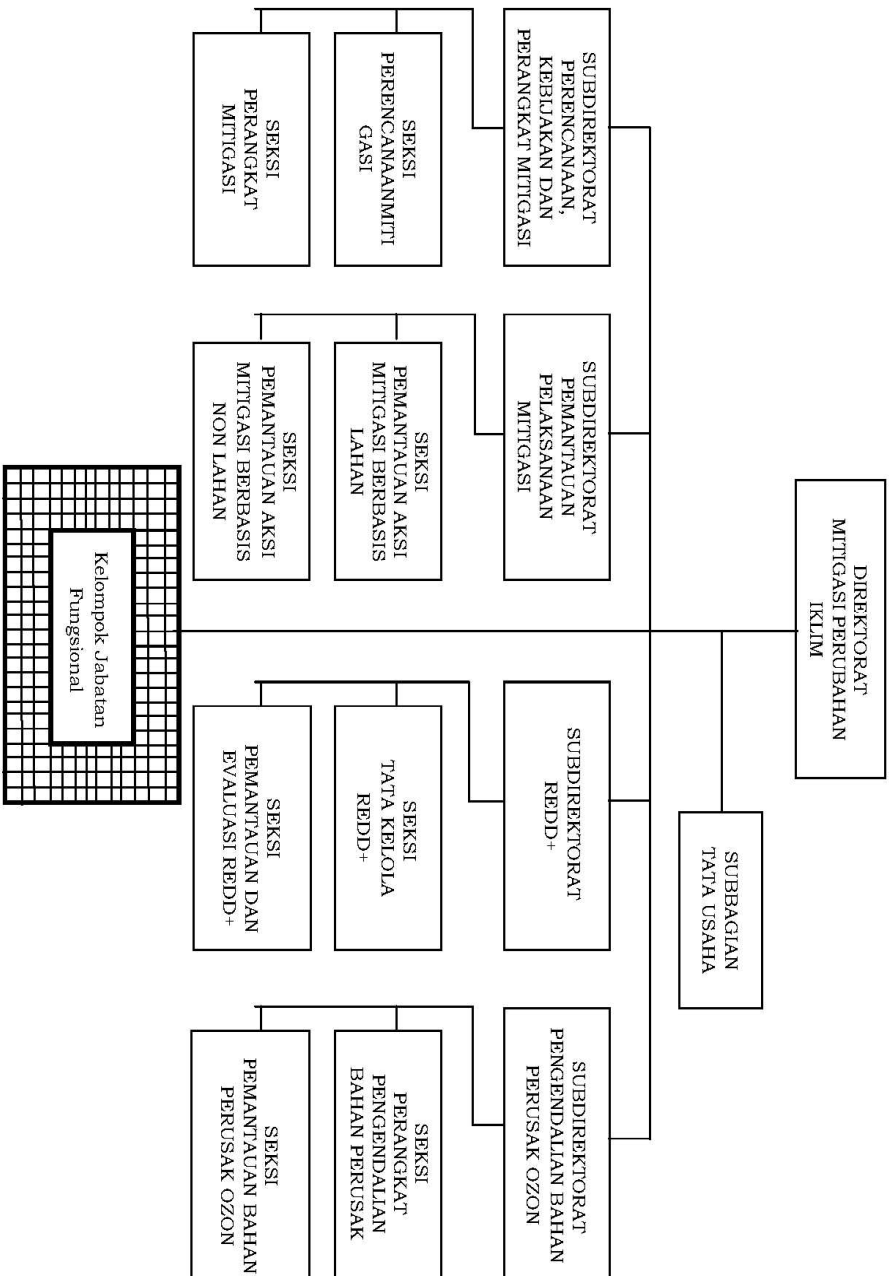 DIREKTORAT
MITIGASI PERUBAHAN
IKLIM
SUBBAGIAN
TATA USAHA
SUBDIREKTORAT
PERENCANAAN,
KEBIJAKAN DAN
PERANGKAT MITIGASI
SUBDIREKTORAT
PEMANTAUAN
PELAKSANAAN
MITIGASI
SUBDIREKTORAT
REDD+
SUBDIREKTORAT
PENGENDALIAN BAHAN
PERUSAK OZON
SEKSI
PERENCANAANMITI
GASI
SEKSI
PEMANTAUAN AKSI
MITIGASI BERBASIS
LAHAN
SEKSI
TATA KELOLA
REDD+
SEKSI
PERANGKAT
PENGENDALIAN
BAHAN PERUSAK
SEKSI
PERANGKAT
MITIGASI
SEKSI
PEMANTAUAN AKSI
MITIGASI BERBASIS
NON LAHAN
SEKSI
PEMANTAUAN DAN
EVALUASI REDD+
SEKSI
PEMANTAUAN BAHAN
PERUSAK OZON
Kelompok Jabatan
Fungsional